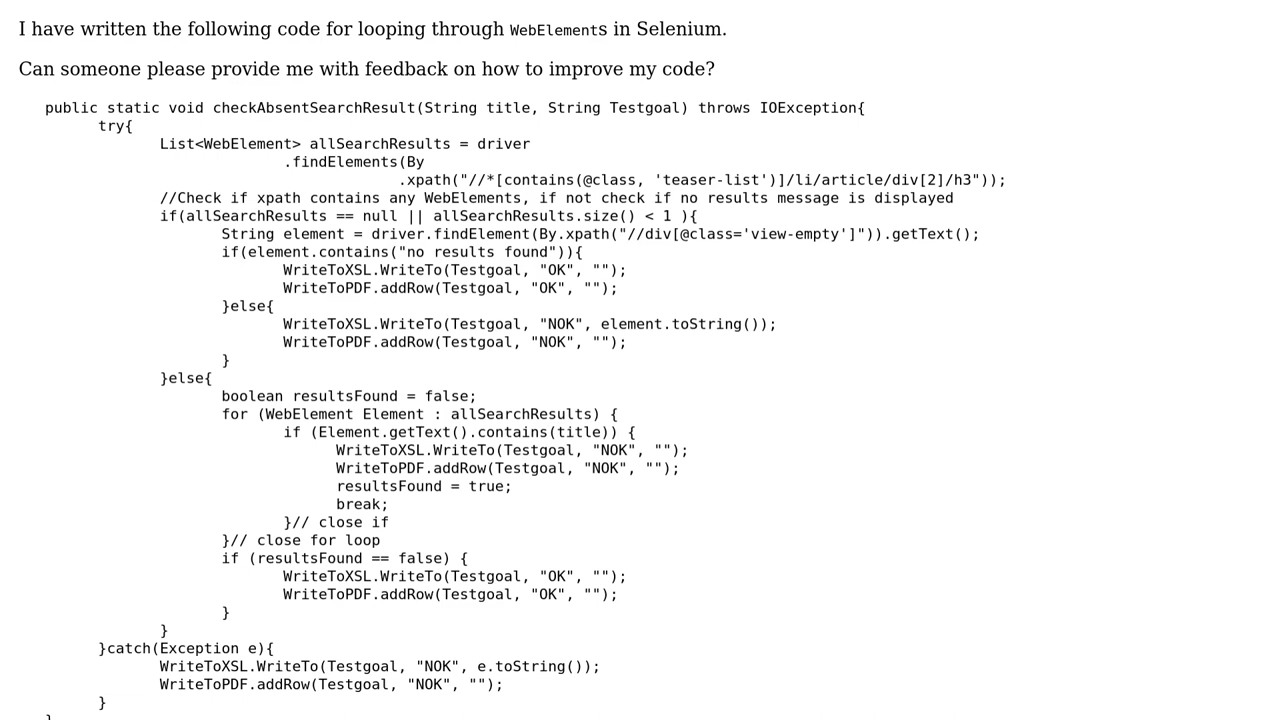 I have written the following code for looping through WebElements in Selenium.
Can someone please provide me with feedback on how to improve my code?
public static void checkAbsentSearchResult(String title, String Testgoal) throws IOException{
try{
List<WebElement> allSearchResults = driver
.findElements(By
.xpath("//*[contains(@class, 'teaser-list')]/li/article/div[2]/h3"));
//Check if xpath contains any WebElements, if not check if no results message is displayed
if(allSearchResults == null || allSearchResults.size() < 1 ){
String element = driver.findElement(By.xpath("//div[@class='view-empty']")).getText();
if(element.contains("no results found")){
WriteToXSL.WriteTo(Testgoal, "OK", "");
WriteToPDF.addRow(Testgoal, "OK", "");
}else{
WriteToXSL.WriteTo(Testgoal, "NOK", element.toString());
WriteToPDF.addRow(Testgoal, "NOK", "");
}
}else{
boolean resultsFound = false;
for (WebElement Element : allSearchResults) {
if (Element.getText().contains(title)) {
WriteToXSL.WriteTo(Testgoal, "NOK", "");
WriteToPDF.addRow(Testgoal, "NOK", "");
resultsFound = true;
break;
}// close if
}// close for loop
if (resultsFound == false) {
WriteToXSL.WriteTo(Testgoal, "OK", "");
WriteToPDF.addRow(Testgoal, "OK", "");
}
}
}catch(Exception e){
WriteToXSL.WriteTo(Testgoal, "NOK", e.toString());
WriteToPDF.addRow(Testgoal, "NOK", "");
}
}